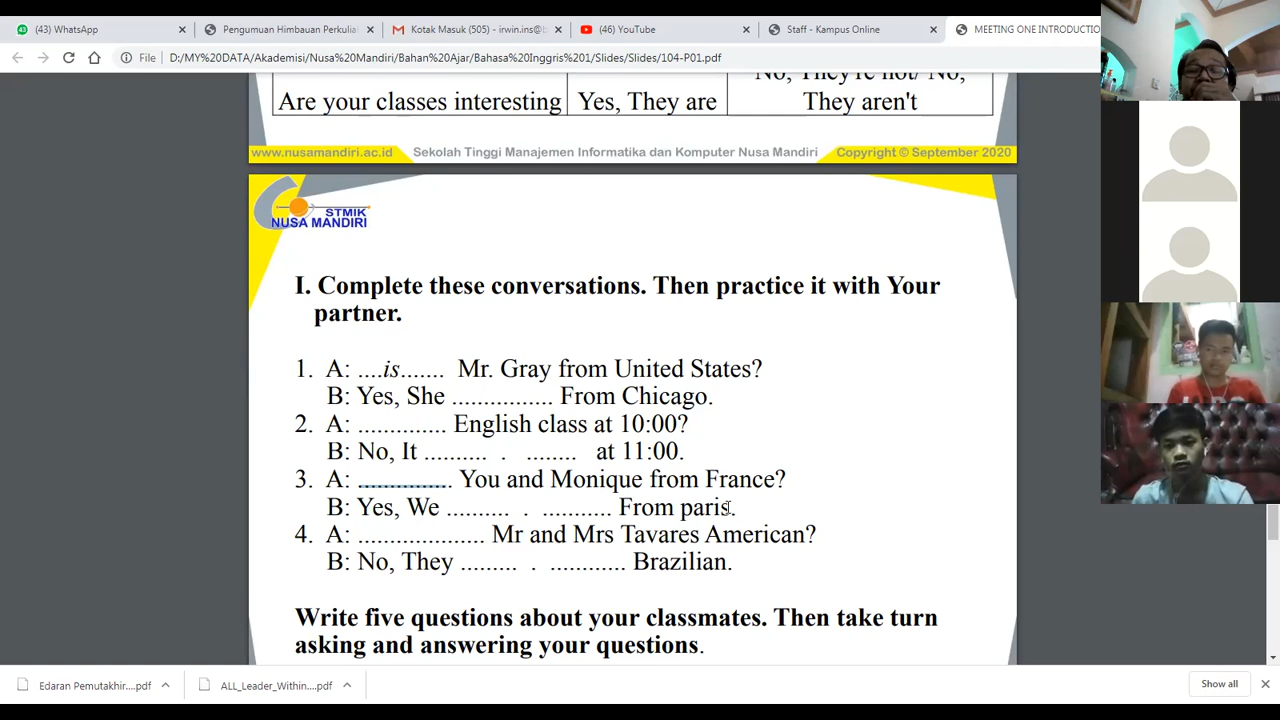 (43) WhatsApp
Pengumuan Himbauan Perkulia
Kotak Masuk (505) - irwin.ins@
(46) YouTube
Staff - Kampus Online
MEETING ONE INTRODUCTIO
File
D:/MY%20DATA/Akademisi/Nusa%20Mandiri/Bahan%20Ajar/Bahasa%20Inggris%201/Slides/Slides/104-P01.pdf
No, They're not/ No,
Are your classes interesting
Yes, They are
They aren't
www.nusamandiri.ac.id
Sekolah Tinggi Manajemen Informatika dan Komputer Nusa Mandiri
Copyright © September 2020
STMIK
NUSA MANDIRI
I. Complete these conversations. Then practice it with Your
partner.
1. A: ....is....... Mr. Gray from United States?
B: Yes, She ................ From Chicago.
2. A: .............. English class at 10:00?
B: No, It .......... . ........ at 11:00.
3. A: ............... You and Monique from France?
B: Yes, We .......... . ........... From paris.
4. A: .................... Mr and Mrs Tavares American?
B: No, They ......... . ............ Brazilian.
Write five questions about your classmates. Then take turn
asking and answering your questions.
Edaran Pemutakhir....pdf
ALL_Leader_Within....pdf
Show all